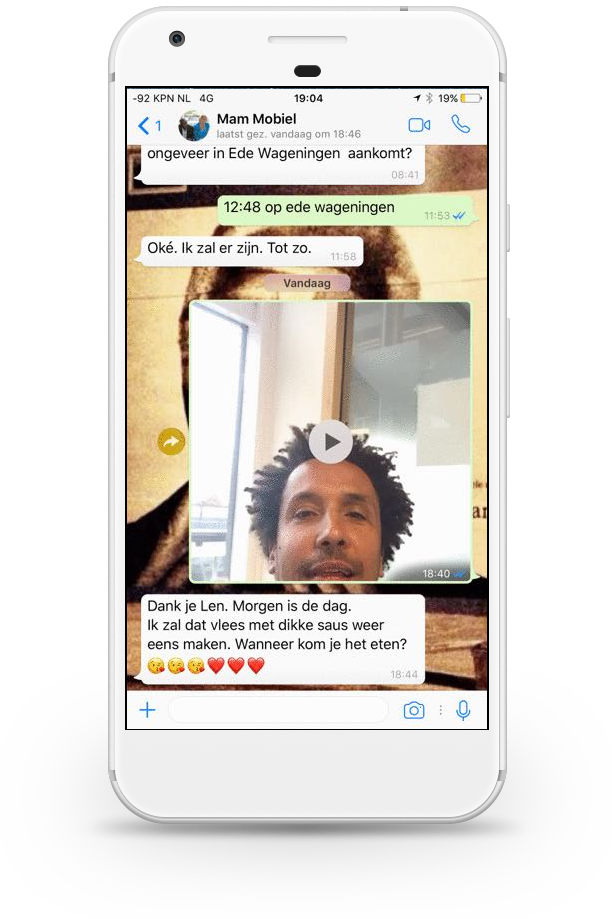 -92 KPN NL 4G 19:04 19%
1 Mam Mobiel
laatst gez. vandaag om 18:46
ongeveer in Ede Wageningen aankomt?
08:41
12:48 op ede wageningen
11:53
Oké. Ik zal er zijn. Tot zo.
11:58
Vandaag
18:40
Dank je Len. Morgen is de dag.
Ik zal dat vlees met dikke saus weer
eens maken. Wanneer kom je het eten?
😘😘😘❤️❤️❤️
18:44